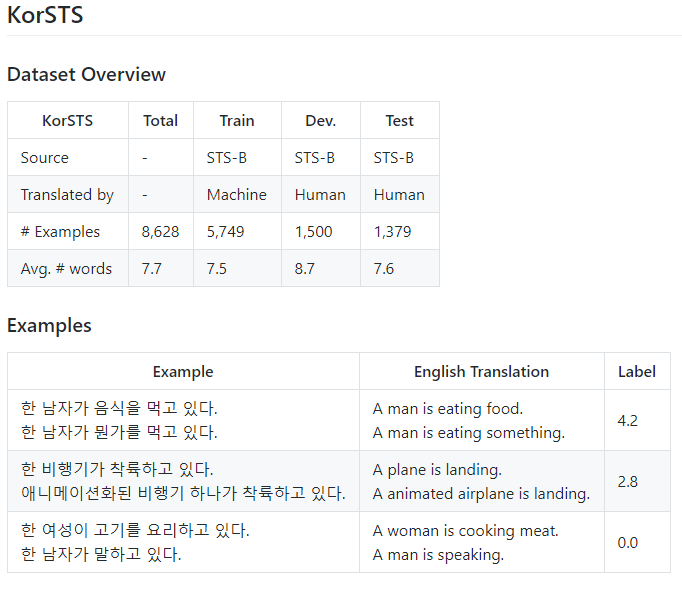 KorSTS
Dataset Overview
KorSTS Total Train Dev. Test
Source - STS-B STS-B STS-B
Translated by - Machine Human Human
# Examples 8,628 5,749 1,500 1,379
Avg. # words 7.7 7.5 8.7 7.6
Examples
Example English Translation Label
한 남자가 음식을 먹고 있다.
한 남자가 뭔가를 먹고 있다.
A man is eating food.
A man is eating something.
4.2
한 비행기가 착륙하고 있다.
애니메이션화된 비행기 하나가 착륙하고 있다.
A plane is landing.
A animated airplane is landing.
2.8
한 여성이 고기를 요리하고 있다.
한 남자가 말하고 있다.
A woman is cooking meat.
A man is speaking.
0.0